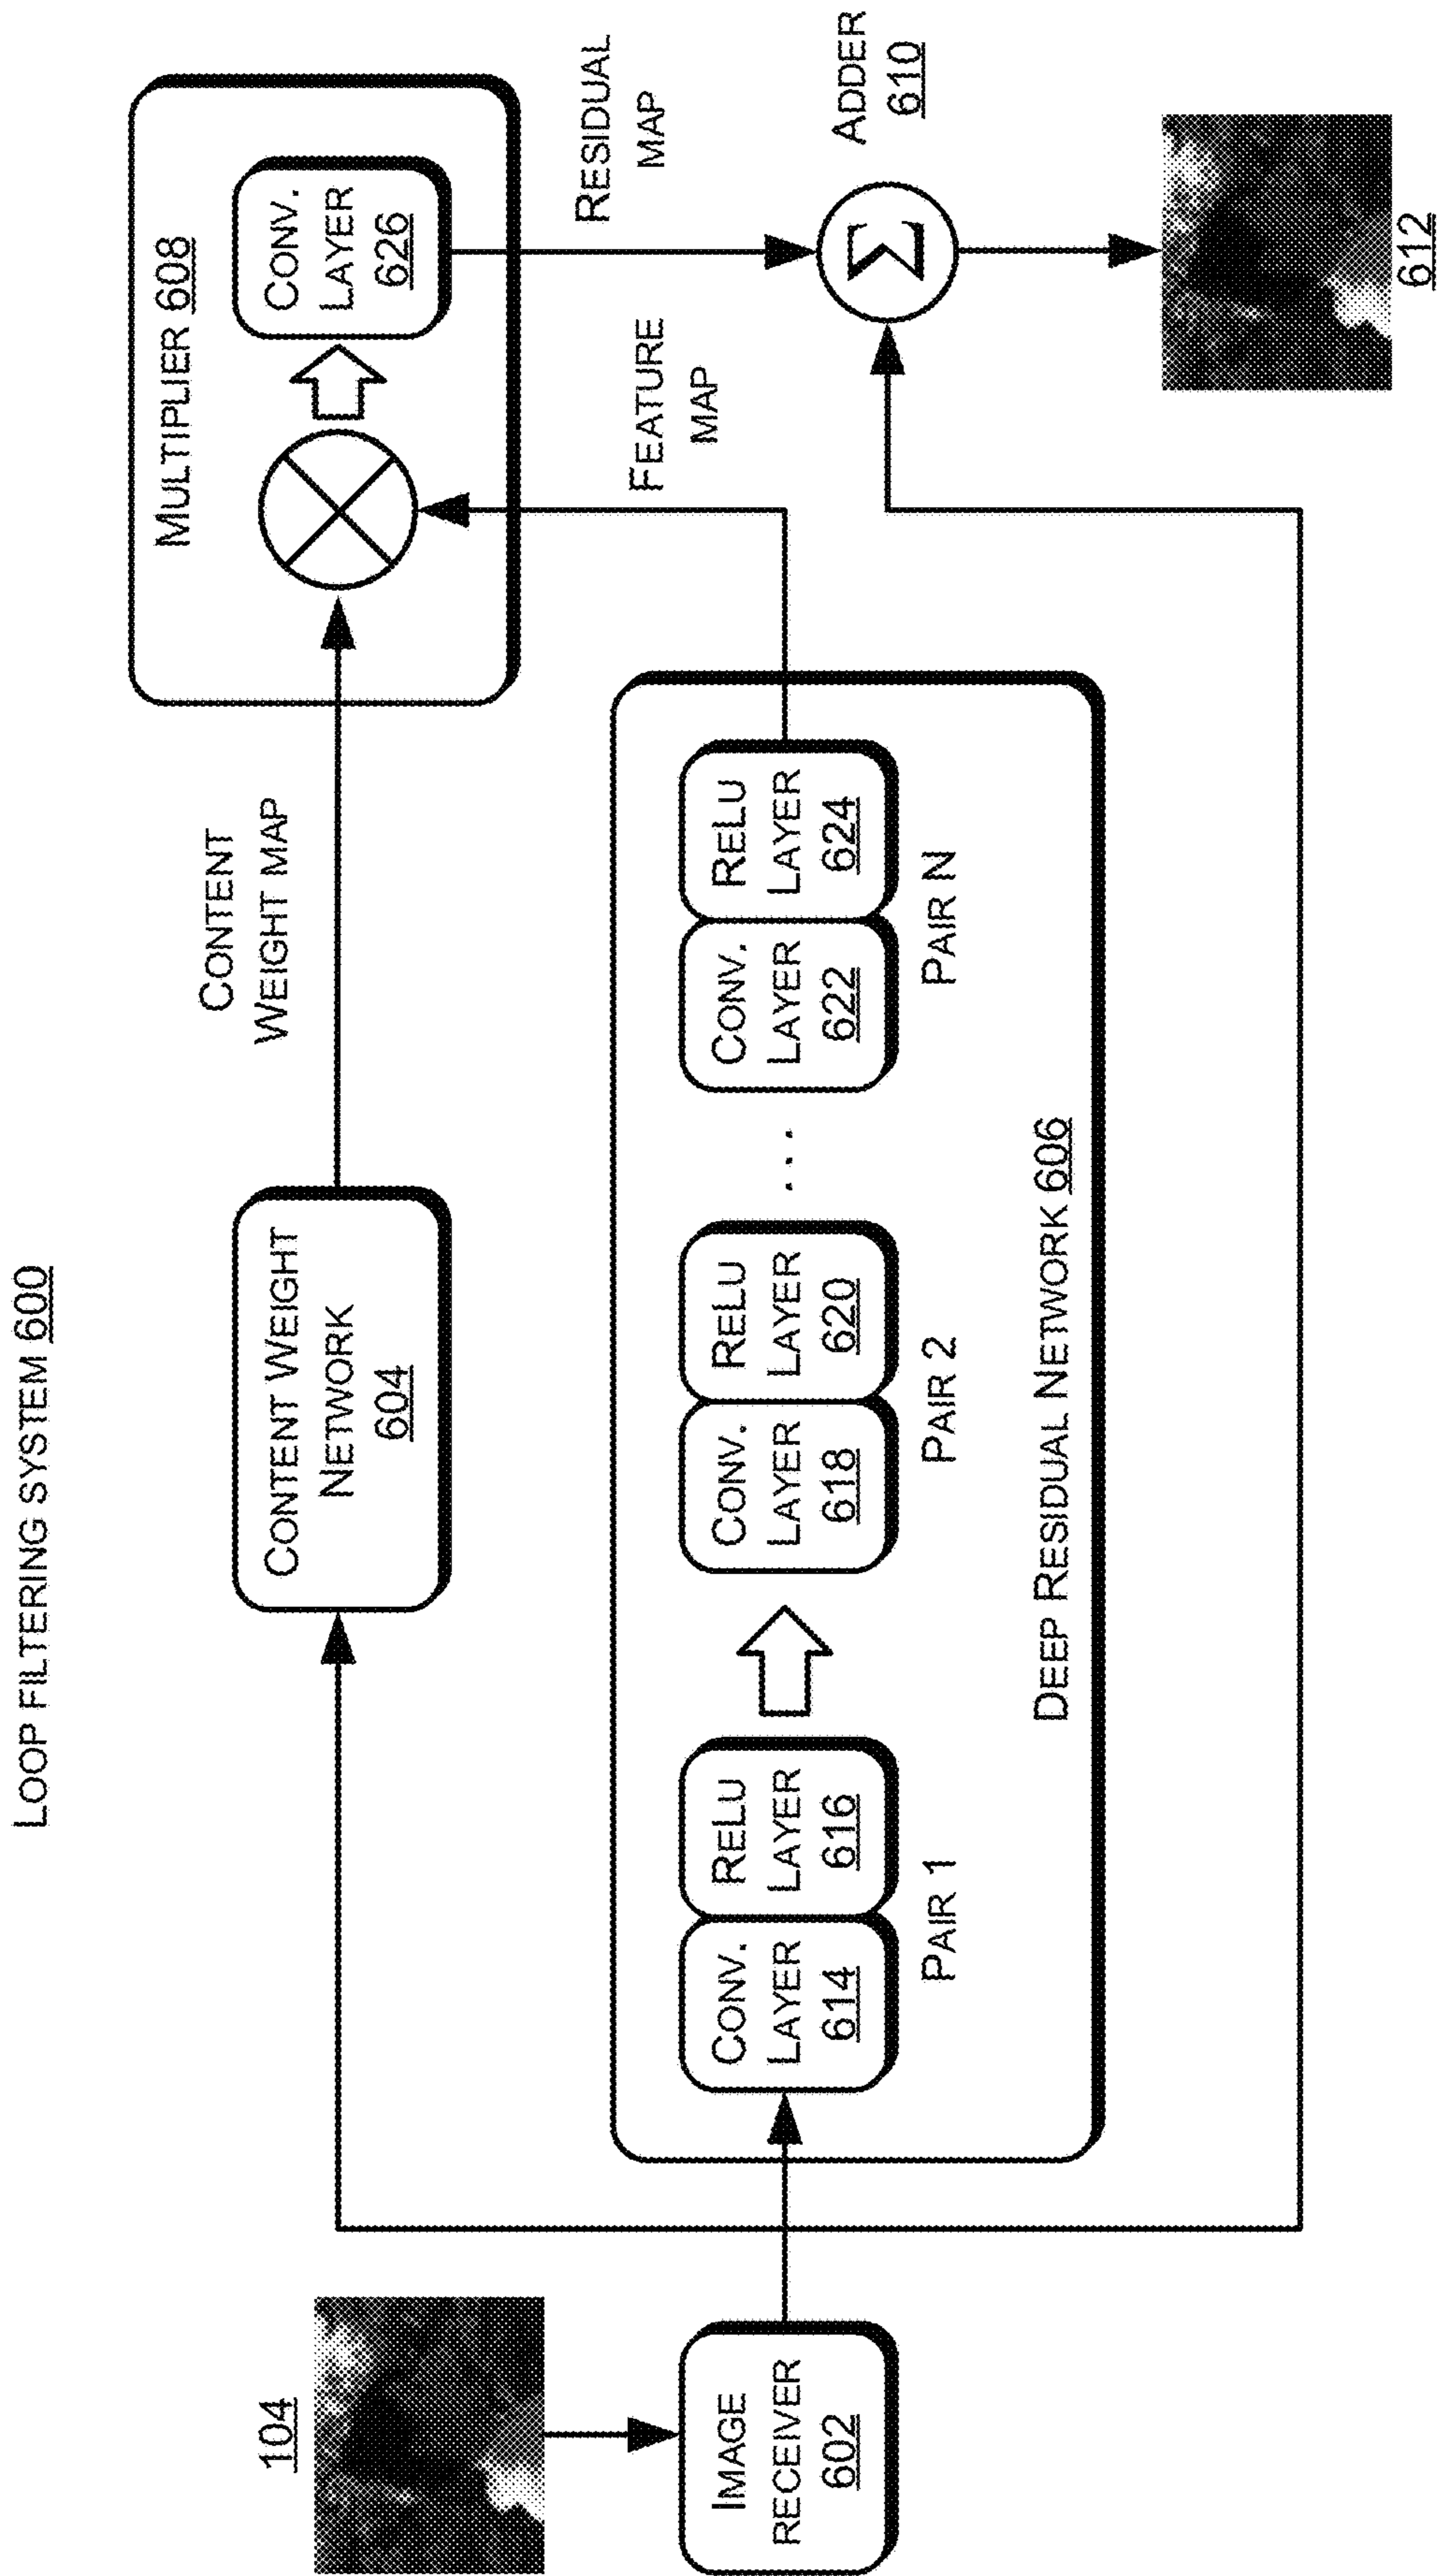 LOOP FILTERING SYSTEM 600
104
IMAGE
RECEIVER
602
CONTENT WEIGHT
NETWORK
604
CONTENT
WEIGHT MAP
MULTIPLIER 608
CONV.
LAYER
626
CONV.
LAYER
614
RELU
LAYER
616
PAIR 1
CONV.
LAYER
618
RELU
LAYER
620
PAIR 2
...
CONV.
LAYER
622
RELU
LAYER
624
PAIR N
DEEP RESIDUAL NETWORK 606
FEATURE
MAP
RESIDUAL
MAP
Σ
ADDER
610
612